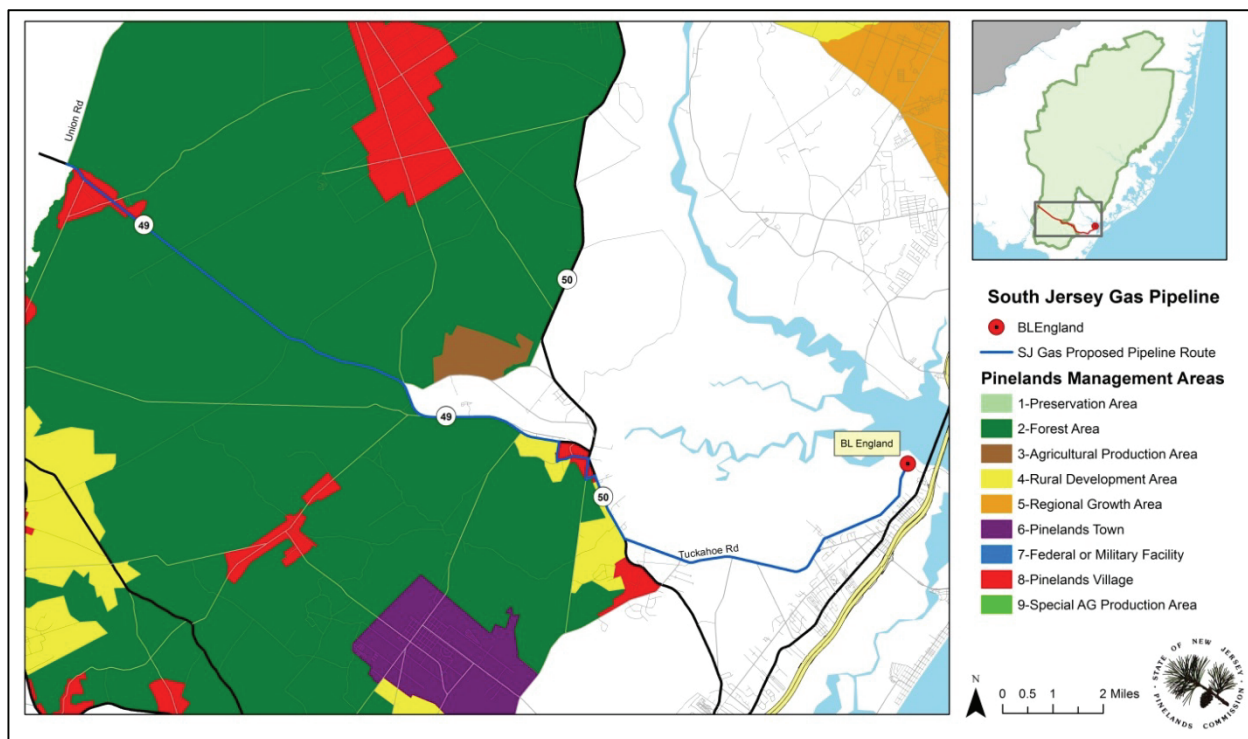 Union Rd
49
50
49
50
Tuckahoe Rd
BL England
South Jersey Gas Pipeline
BLEngland
SJ Gas Proposed Pipeline Route
Pinelands Management Areas
1-Preservation Area
2-Forest Area
3-Agricultural Production Area
4-Rural Development Area
5-Regional Growth Area
6-Pinelands Town
7-Federal or Military Facility
8-Pinelands Village
9-Special AG Production Area
N
0 0.5 1 2 Miles
STATE OF NEW JERSEY
PINELANDS COMMISSION